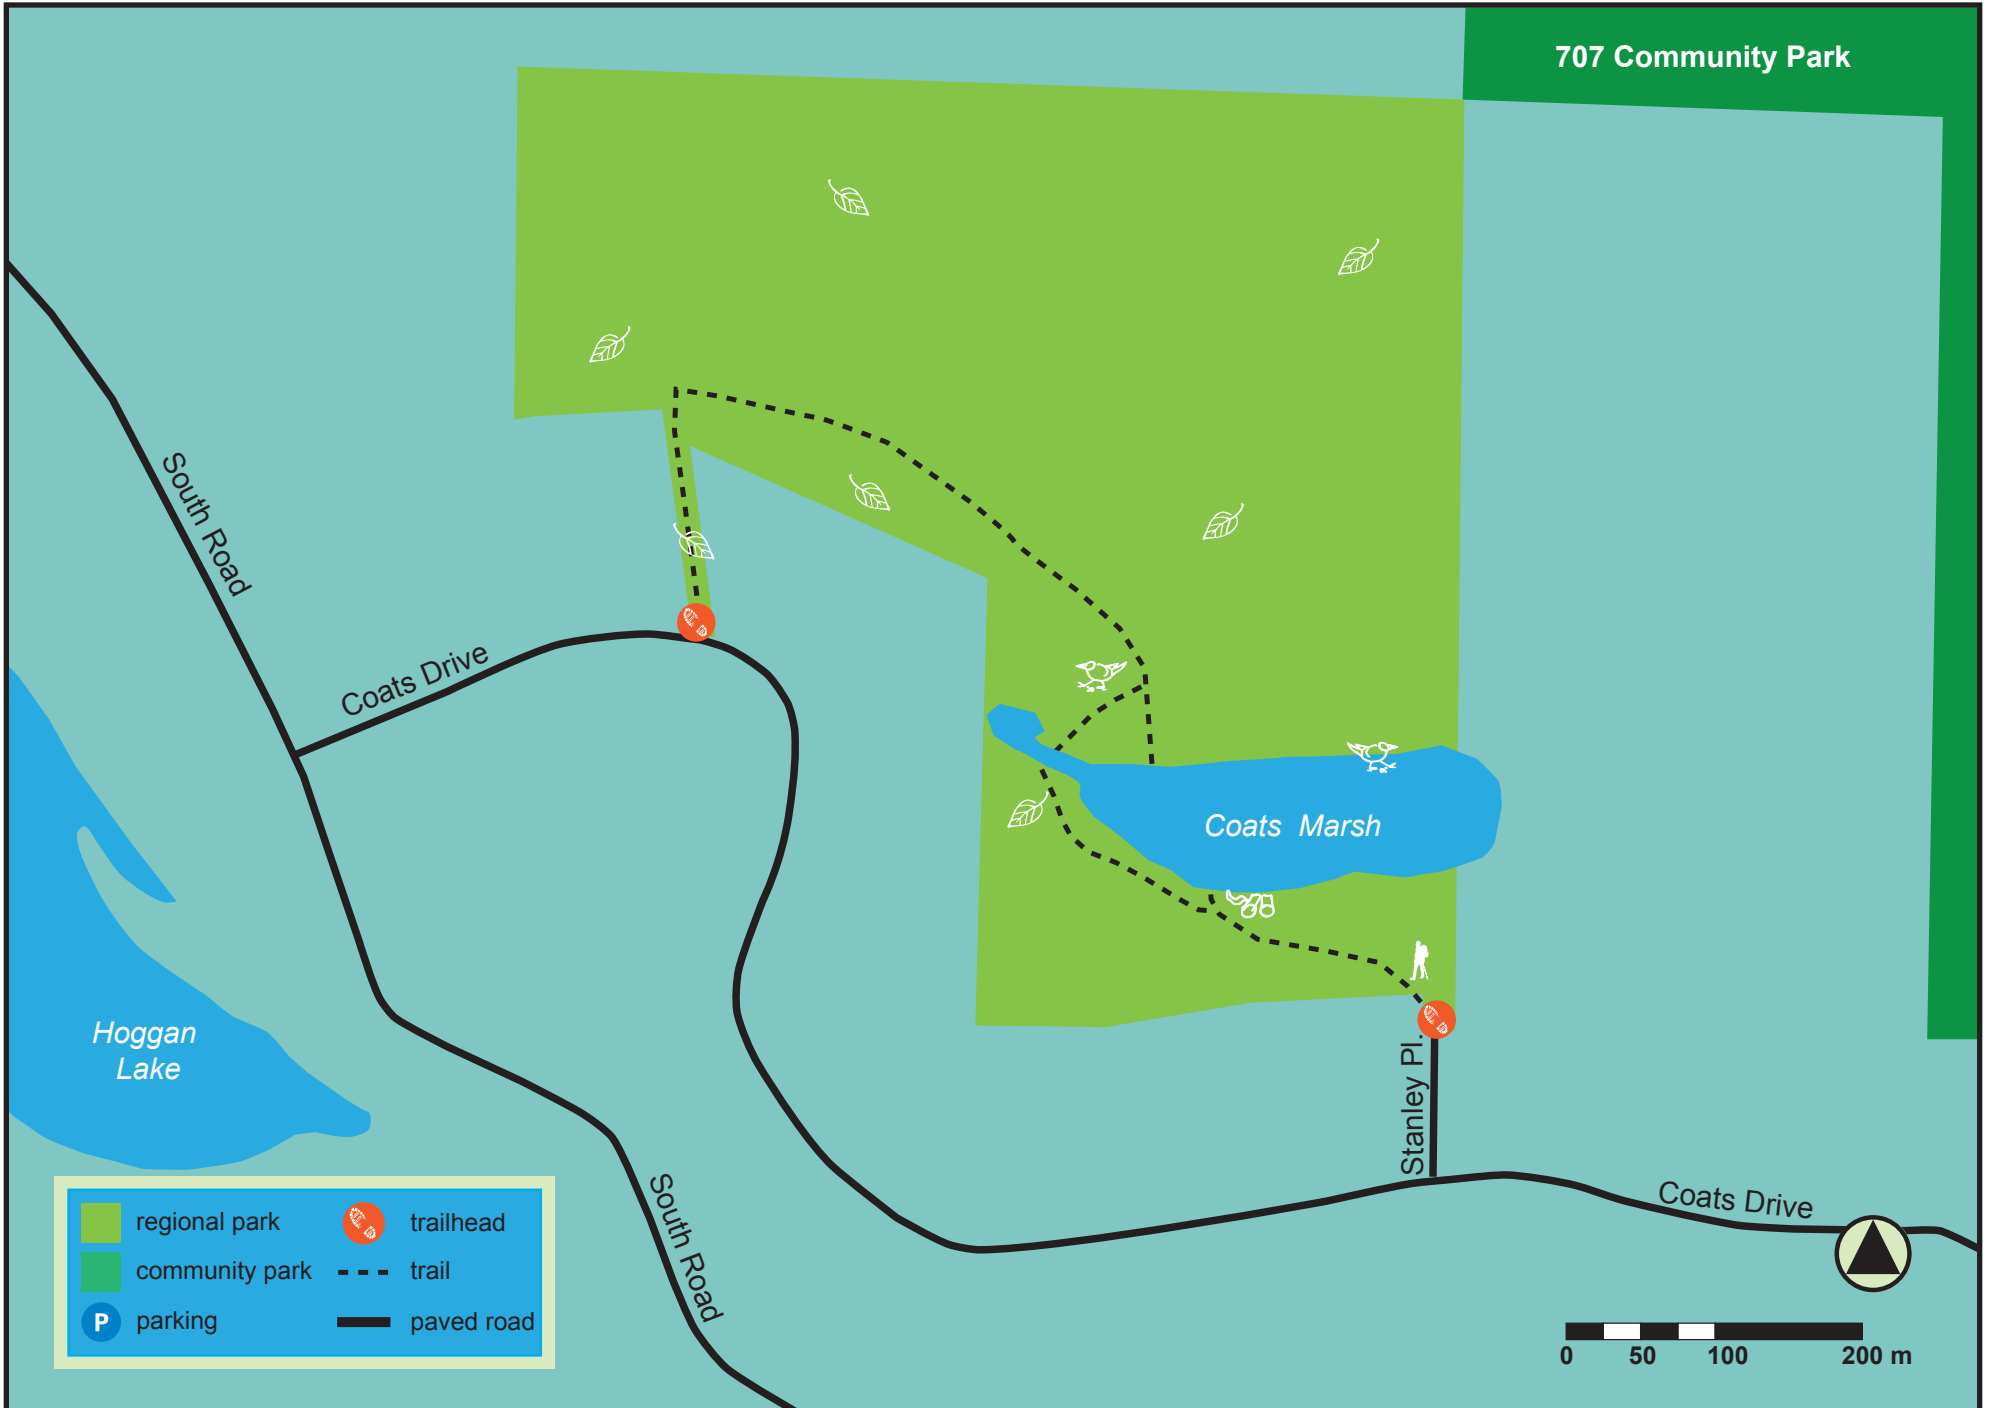 707 Community Park
South Road
Coats Drive
Coats Marsh
Hoggan
Lake
Stanley Pl.
South Road
Coats Drive
regional park
trailhead
community park
trail
P
parking
paved road
0 50 100 200 m